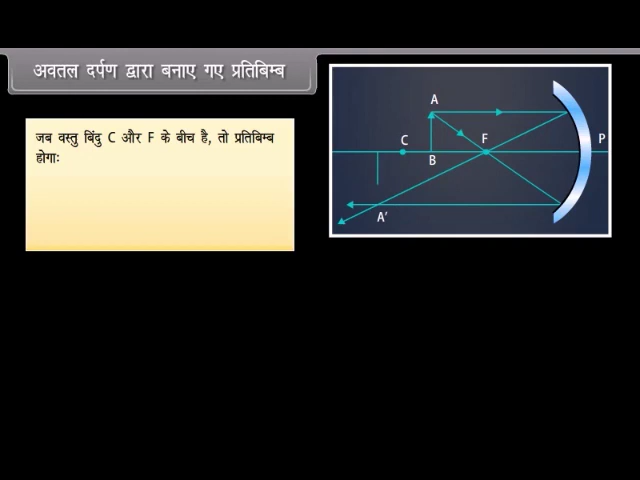 अवतल दर्पण द्वारा बनाए गए प्रतिबिम्ब
जब वस्तु बिंदु C और F के बीच है, तो प्रतिबिम्ब
होगाः
A
C
F
P
B
A'